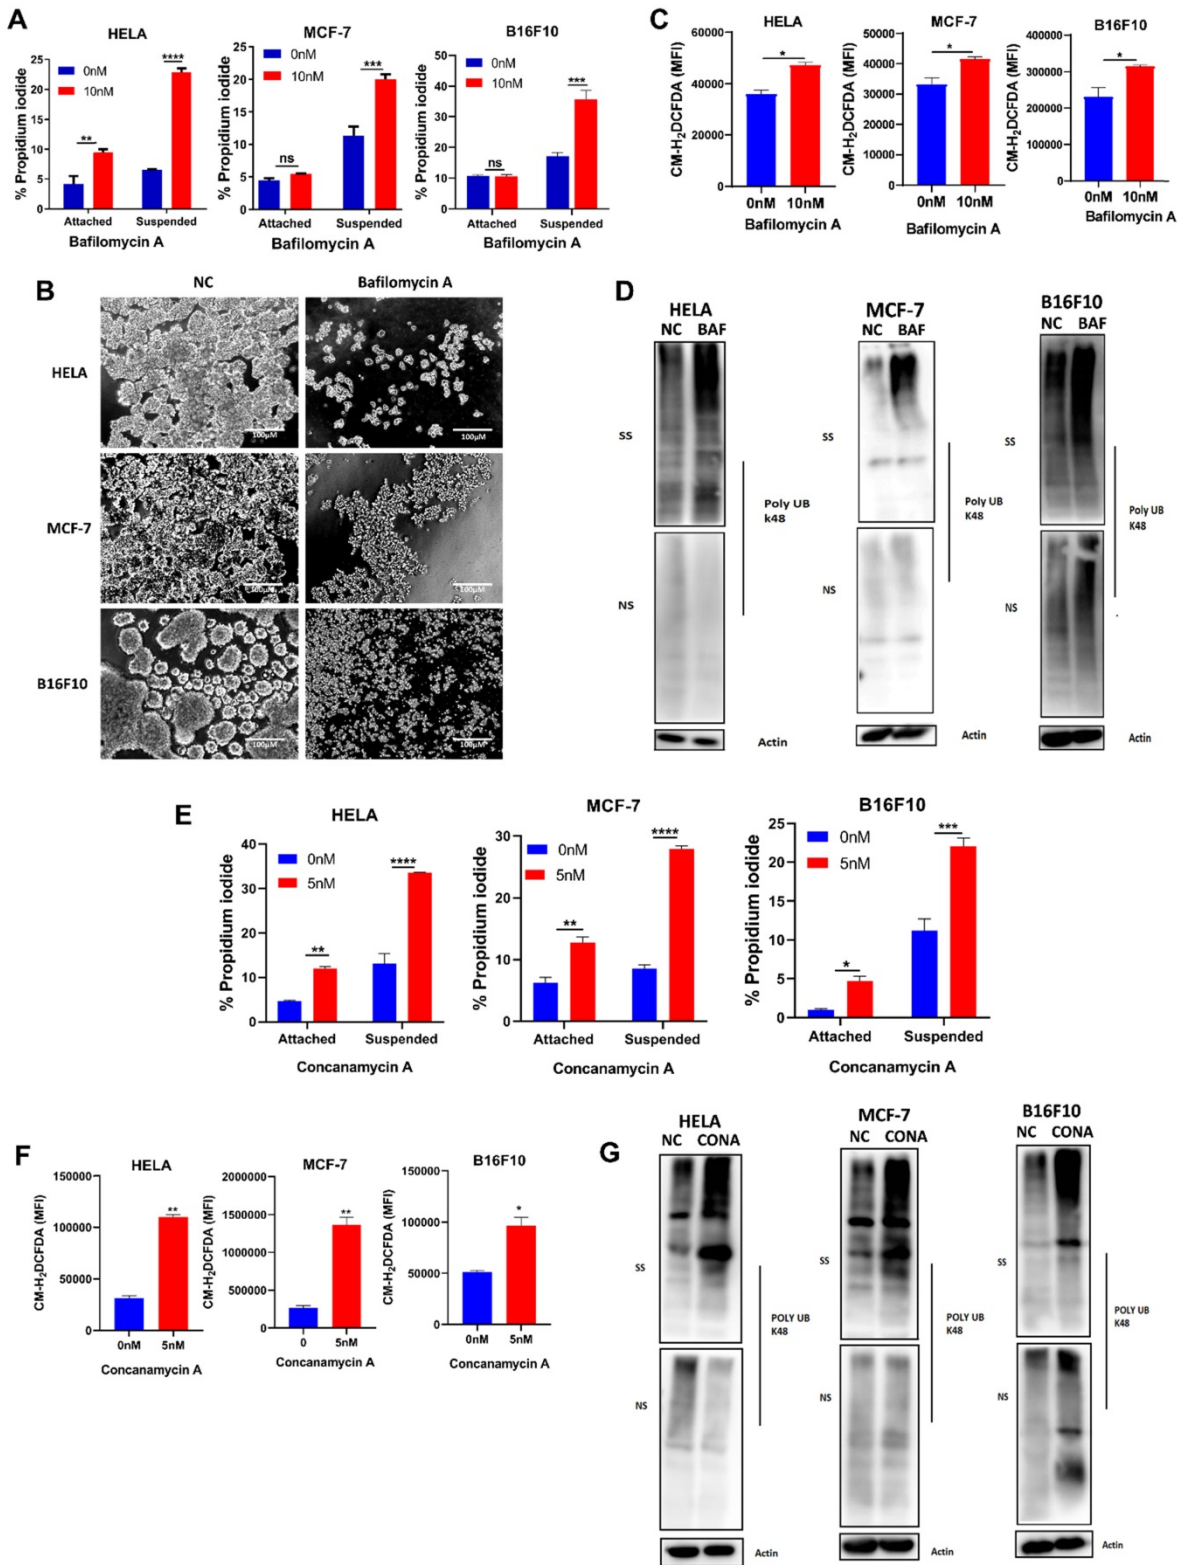 A
HELA
MCF-7
B16F10
% Propidium iodide
25
20
15
10
5
0
0nM
10nM
**
****
Attached
Suspended
Bafilomycin A
% Propidium iodide
25
20
15
10
5
0
0nM
10nM
ns
***
Attached
Suspended
Bafilomycin A
% Propidium iodide
50
40
30
20
10
0
0nM
10nM
ns
***
Attached
Suspended
Bafilomycin A
C
HELA
MCF-7
B16F10
CM-H₂DCFDA (MFI)
60000
40000
20000
0
*
0nM 10nM
Bafilomycin A
CM-H₂DCFDA (MFI)
50000
40000
30000
20000
10000
0
*
0nM 10nM
Bafilomycin A
CM-H₂DCFDA (MFI)
400000
300000
200000
100000
0
*
0nM 10nM
Bafilomycin A
B
NC
Bafilomycin A
HELA
100µM
100µM
MCF-7
100µM
100µM
B16F10
100µM
100µM
D
HELA
NC BAF
SS
NS
Poly UB
k48
Actin
MCF-7
NC BAF
SS
NS
Poly UB
K48
Actin
B16F10
NC BAF
SS
NS
Poly UB
K48
Actin
E
HELA
% Propidium iodide
40
30
20
10
0
0nM
5nM
**
****
Attached
Suspended
Concanamycin A
MCF-7
% Propidium iodide
30
20
10
0
0nM
5nM
**
****
Attached
Suspended
Concanamycin A
B16F10
% Propidium iodide
25
20
15
10
5
0
0nM
5nM
*
***
Attached
Suspended
Concanamycin A
F
HELA
CM-H₂DCFDA (MFI)
150000
100000
50000
0
**
0nM 5nM
Concanamycin A
MCF-7
CM-H₂DCFDA (MFI)
2000000
1500000
1000000
500000
0
**
0 5nM
Concanamycin A
B16F10
CM-H₂DCFDA (MFI)
150000
100000
50000
0
*
0nM 5nM
Concanamycin A
G
HELA
NC CONA
SS
NS
POLY UB
K48
Actin
MCF-7
NC CONA
SS
NS
POLY UB
K48
Actin
B16F10
NC CONA
SS
NS
POLY UB
K48
Actin